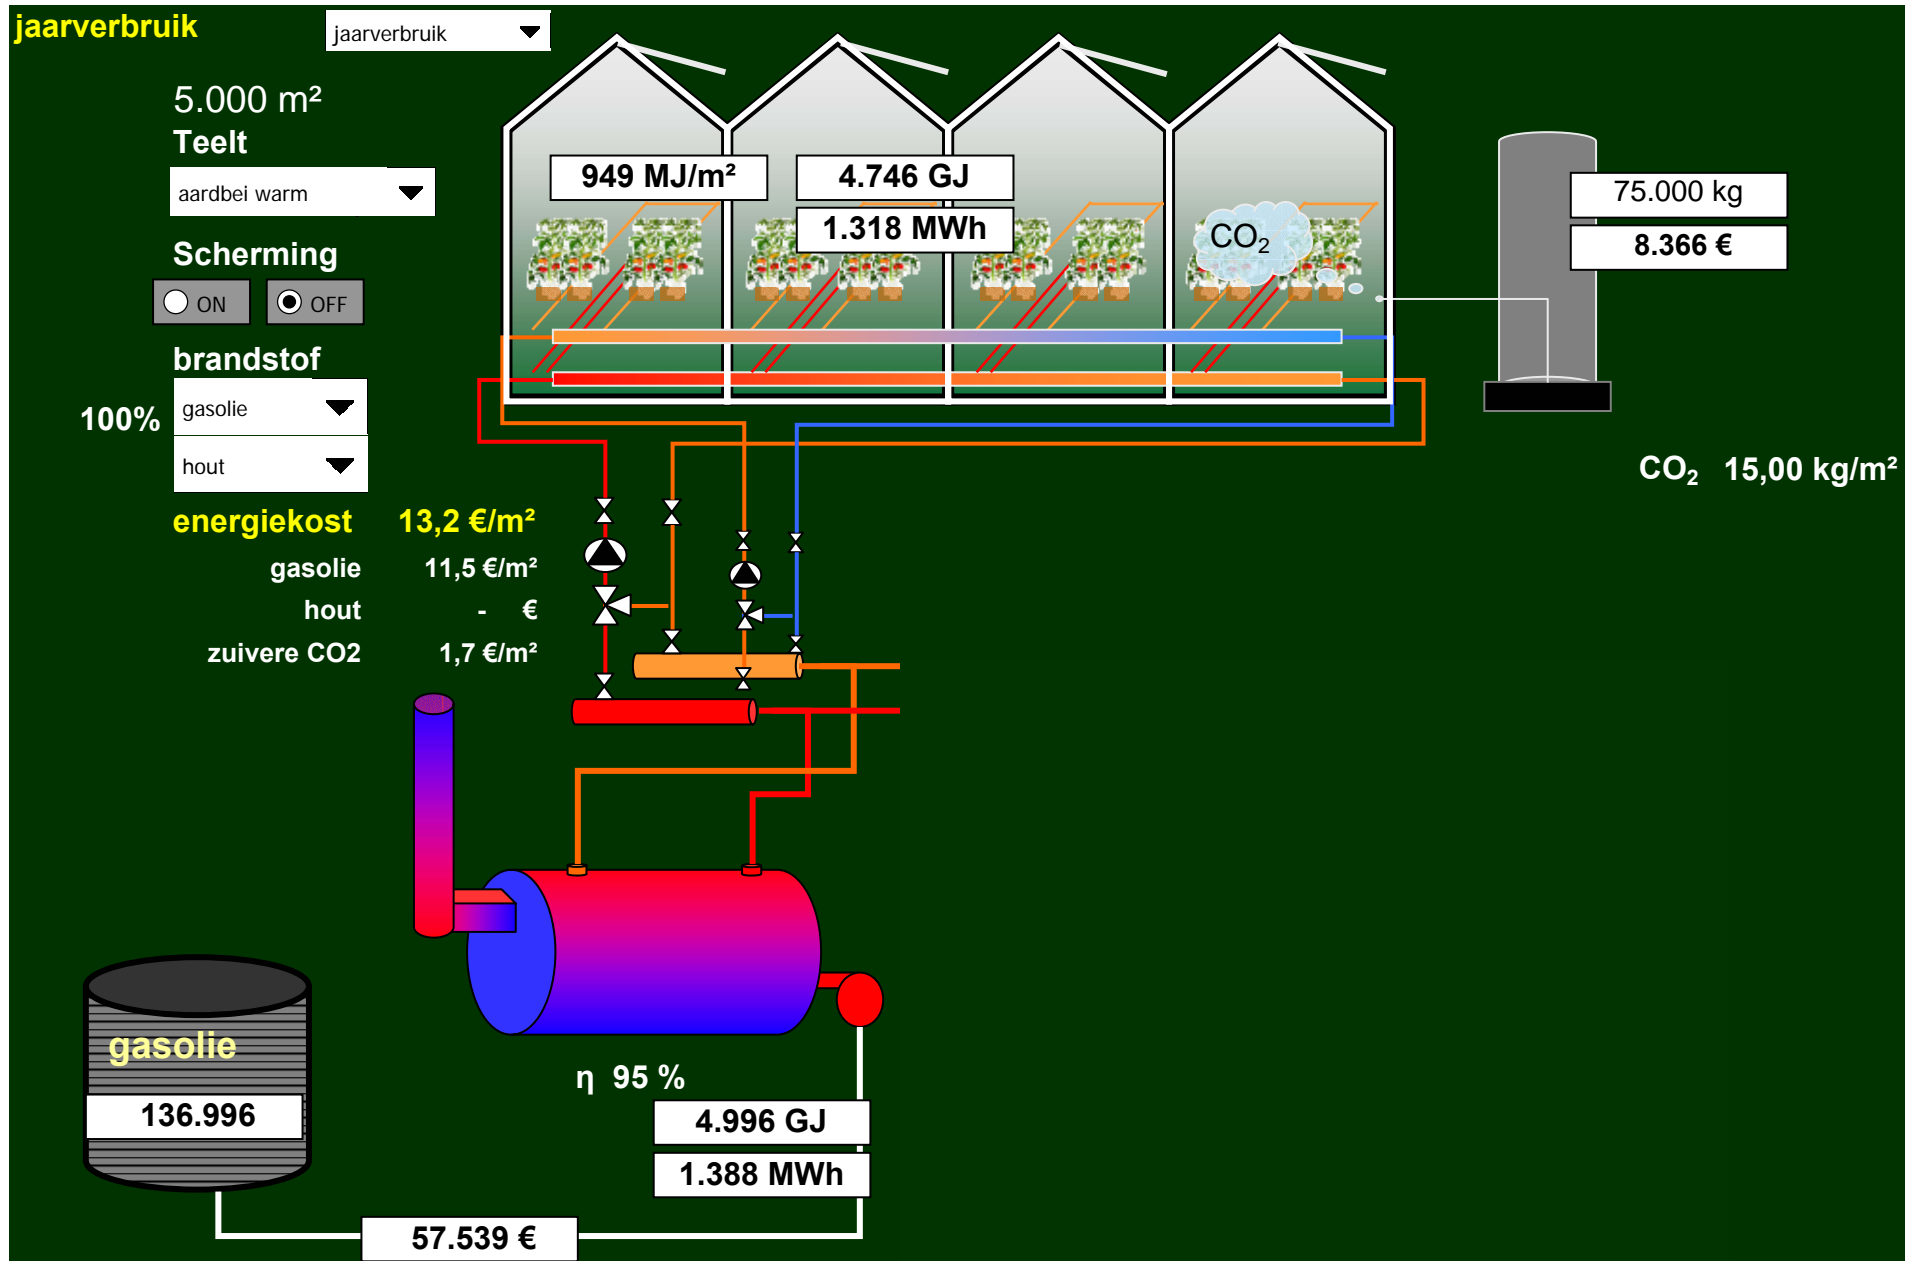 jaarverbruik
jaarverbruik
5.000 m²
Teelt
aardbei warm
Scherming
ON
OFF
brandstof
100%
gasolie
hout
energiekost 13,2 €/m²
gasolie 11,5 €/m²
hout - €
zuivere CO2 1,7 €/m²
949 MJ/m²
4.746 GJ
1.318 MWh
CO₂
75.000 kg
8.366 €
CO₂ 15,00 kg/m²
gasolie
136.996
η 95 %
4.996 GJ
1.388 MWh
57.539 €